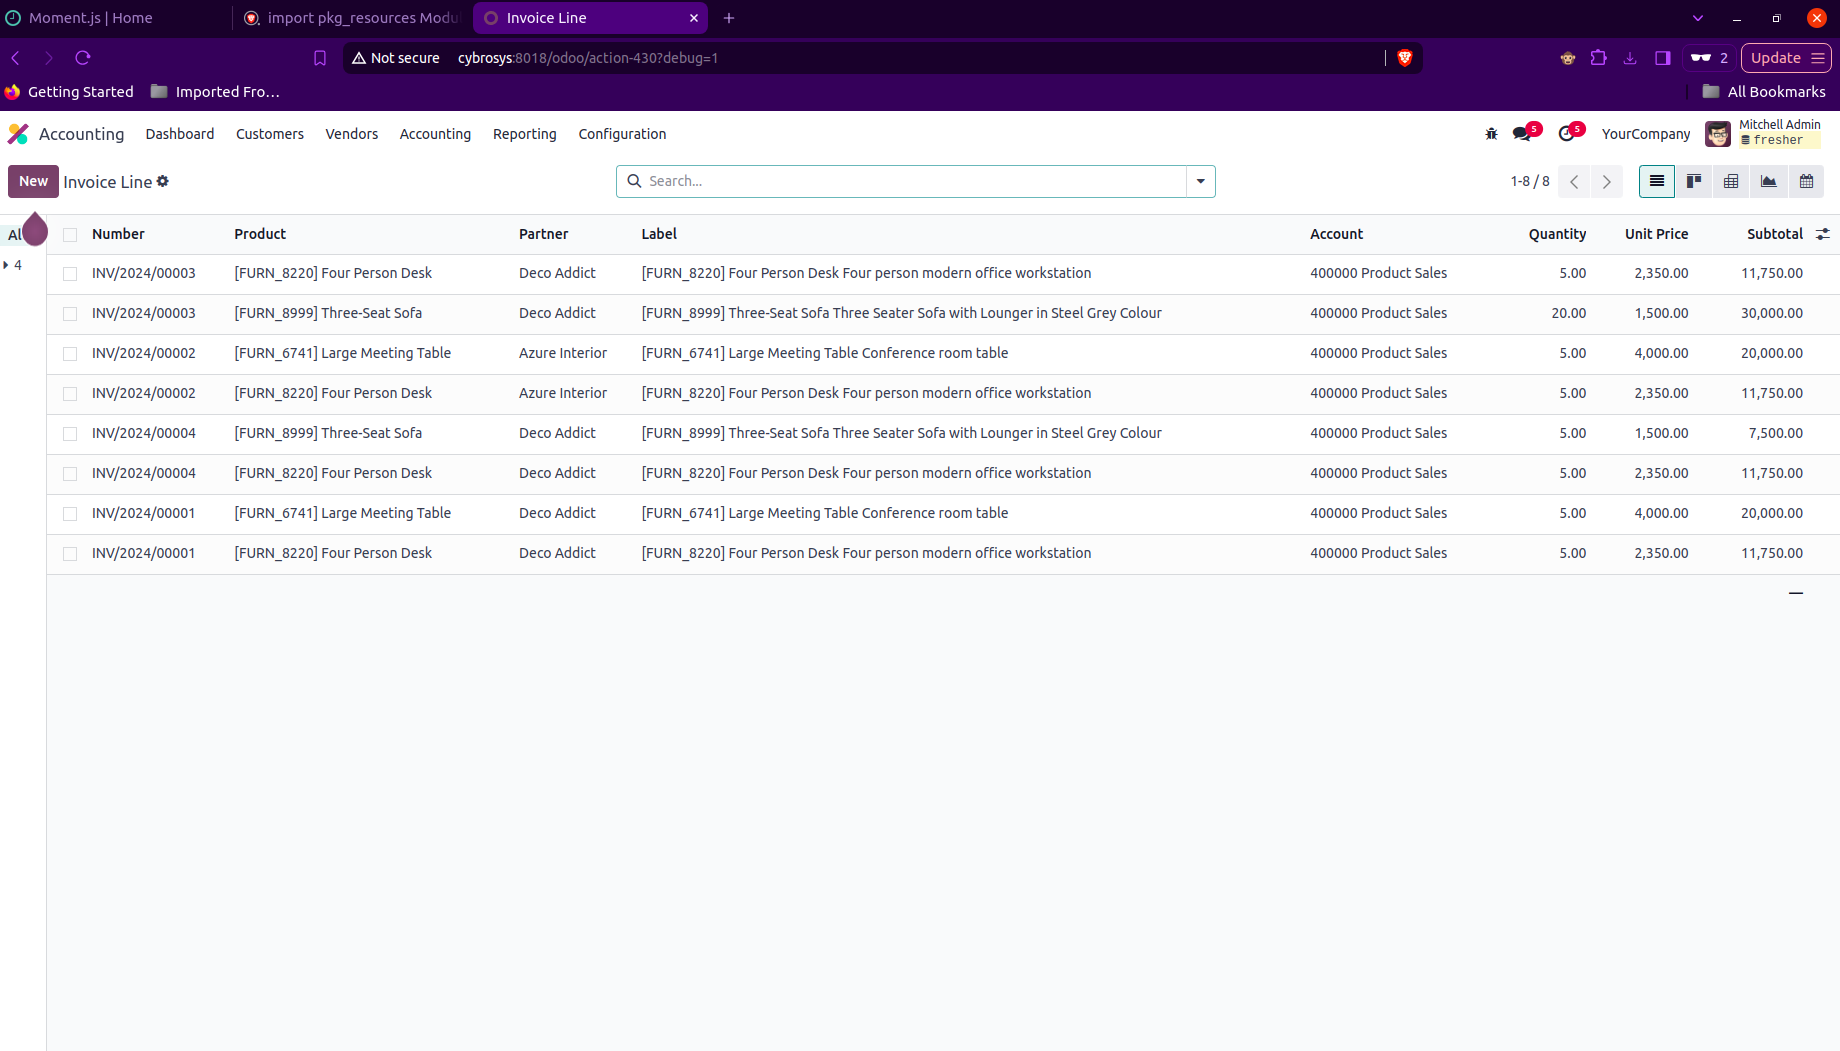 Moment.js | Home
import pkg_resources Modul
Invoice Line
Not secure
cybrosys:8018/odoo/action-430?debug=1
2
Update
Getting Started
Imported Fro...
All Bookmarks
Accounting
Dashboard
Customers
Vendors
Accounting
Reporting
Configuration
5
5
YourCompany
Mitchell Admin
fresher
New
Invoice Line
Search...
1-8 / 8
Al
4
Number Product Partner Label Account Quantity Unit Price Subtotal
INV/2024/00003 [FURN_8220] Four Person Desk Deco Addict [FURN_8220] Four Person Desk Four person modern office workstation 400000 Product Sales 5.00 2,350.00 11,750.00
INV/2024/00003 [FURN_8999] Three-Seat Sofa Deco Addict [FURN_8999] Three-Seat Sofa Three Seater Sofa with Lounger in Steel Grey Colour 400000 Product Sales 20.00 1,500.00 30,000.00
INV/2024/00002 [FURN_6741] Large Meeting Table Azure Interior [FURN_6741] Large Meeting Table Conference room table 400000 Product Sales 5.00 4,000.00 20,000.00
INV/2024/00002 [FURN_8220] Four Person Desk Azure Interior [FURN_8220] Four Person Desk Four person modern office workstation 400000 Product Sales 5.00 2,350.00 11,750.00
INV/2024/00004 [FURN_8999] Three-Seat Sofa Deco Addict [FURN_8999] Three-Seat Sofa Three Seater Sofa with Lounger in Steel Grey Colour 400000 Product Sales 5.00 1,500.00 7,500.00
INV/2024/00004 [FURN_8220] Four Person Desk Deco Addict [FURN_8220] Four Person Desk Four person modern office workstation 400000 Product Sales 5.00 2,350.00 11,750.00
INV/2024/00001 [FURN_6741] Large Meeting Table Deco Addict [FURN_6741] Large Meeting Table Conference room table 400000 Product Sales 5.00 4,000.00 20,000.00
INV/2024/00001 [FURN_8220] Four Person Desk Deco Addict [FURN_8220] Four Person Desk Four person modern office workstation 400000 Product Sales 5.00 2,350.00 11,750.00
—